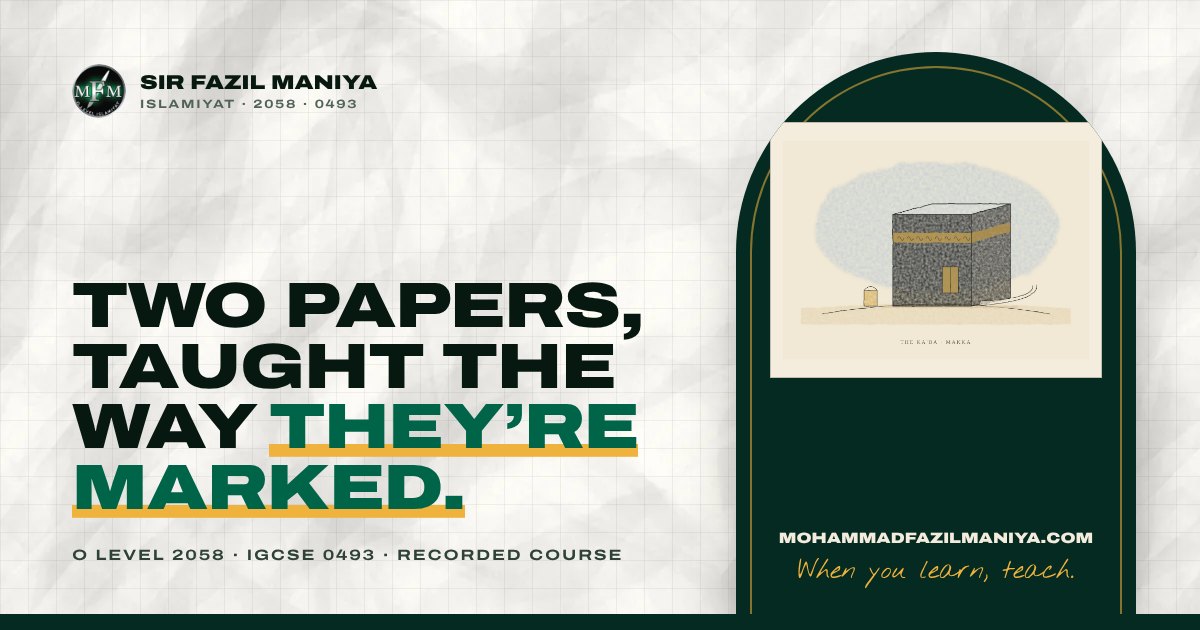 MFM
SIR FAZIL MANIYA
ISLAMIYAT · 2058 · 0493
TWO PAPERS,
TAUGHT THE
WAY THEY’RE
MARKED.
O LEVEL 2058 · IGCSE 0493 · RECORDED COURSE
THE KA'BA · MAKKA
MOHAMMADFAZILMANIYA.COM
When you learn, teach.